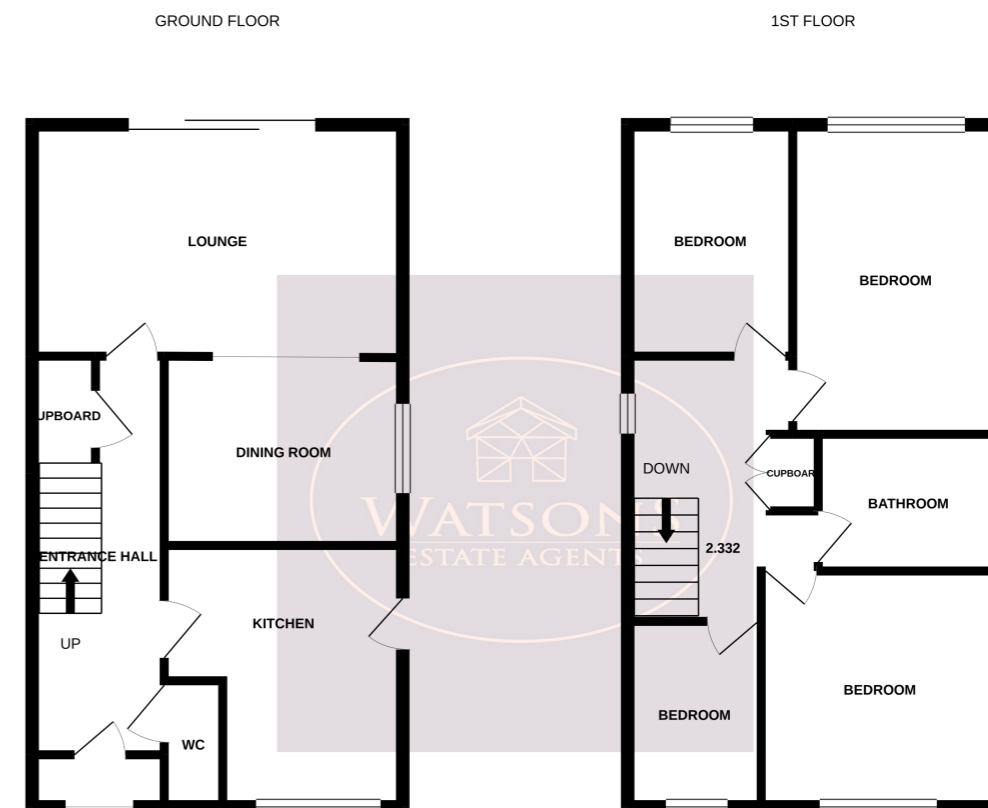 GROUND FLOOR
1ST FLOOR
LOUNGE
BEDROOM
BEDROOM
UPBOARD
DINING ROOM
DOWN
CUPBOAR
BATHROOM
WATSONS
ESTATE AGENTS
2.332
ENTRANCE HALL
KITCHEN
UP
BEDROOM
BEDROOM
WC